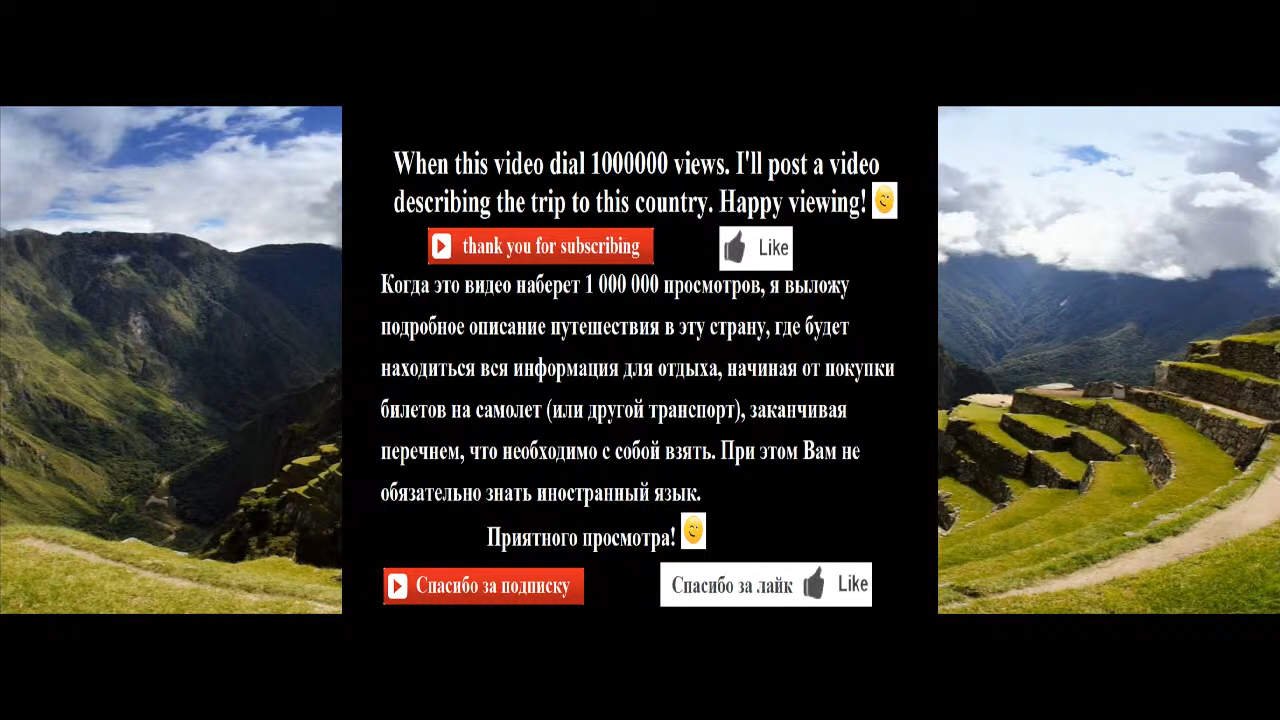 When this video dial 1000000 views. I'll post a video
describing the trip to this country. Happy viewing!
thank you for subscribing
Like
Когда это видео наберет 1 000 000 просмотров, я выложу
подробное описание путешествия в эту страну, где будет
находиться вся информация для отдыха, начиная от покупки
билетов на самолет (или другой транспорт), заканчивая
перечнем, что необходимо с собой взять. При этом Вам не
обязательно знать иностранный язык.
Приятного просмотра!
Спасибо за подписку
Спасибо за лайк Like